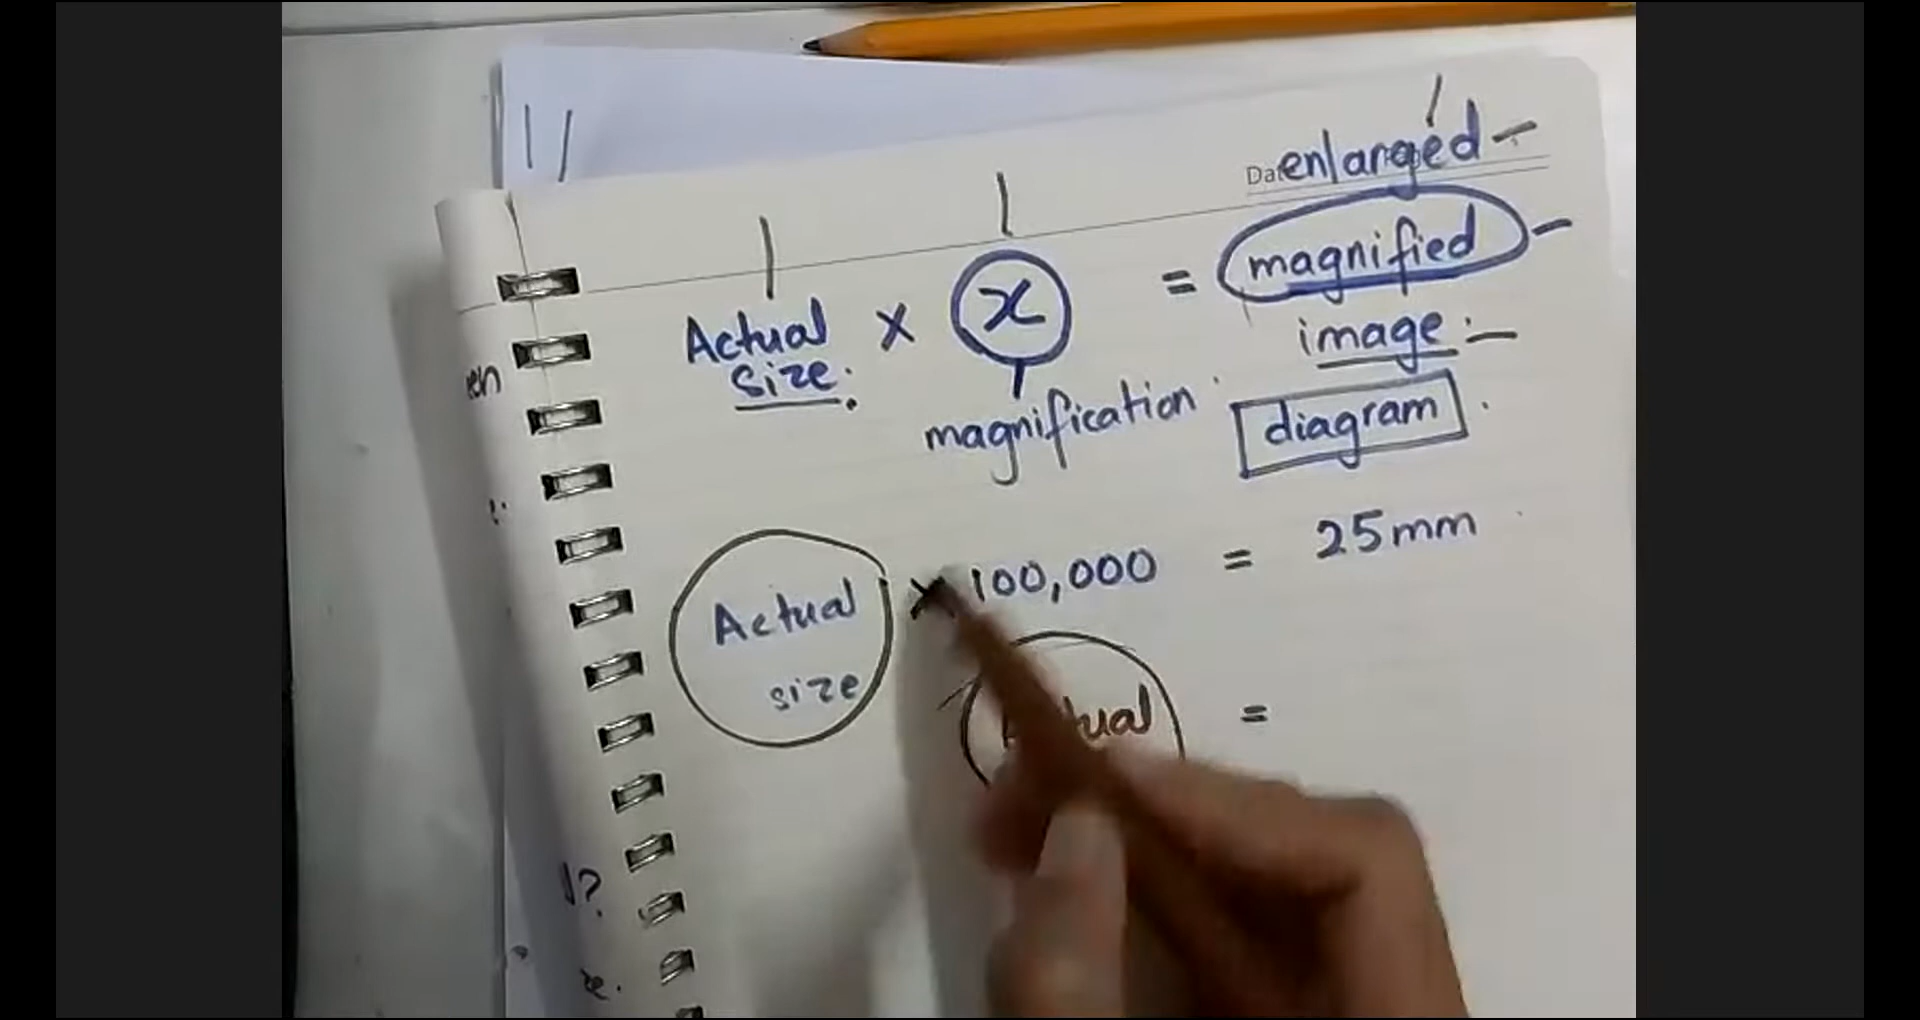 enlarged
Actual × x = magnified
size. image
magnification diagram
Actual × 100,000 = 25mm
size
=